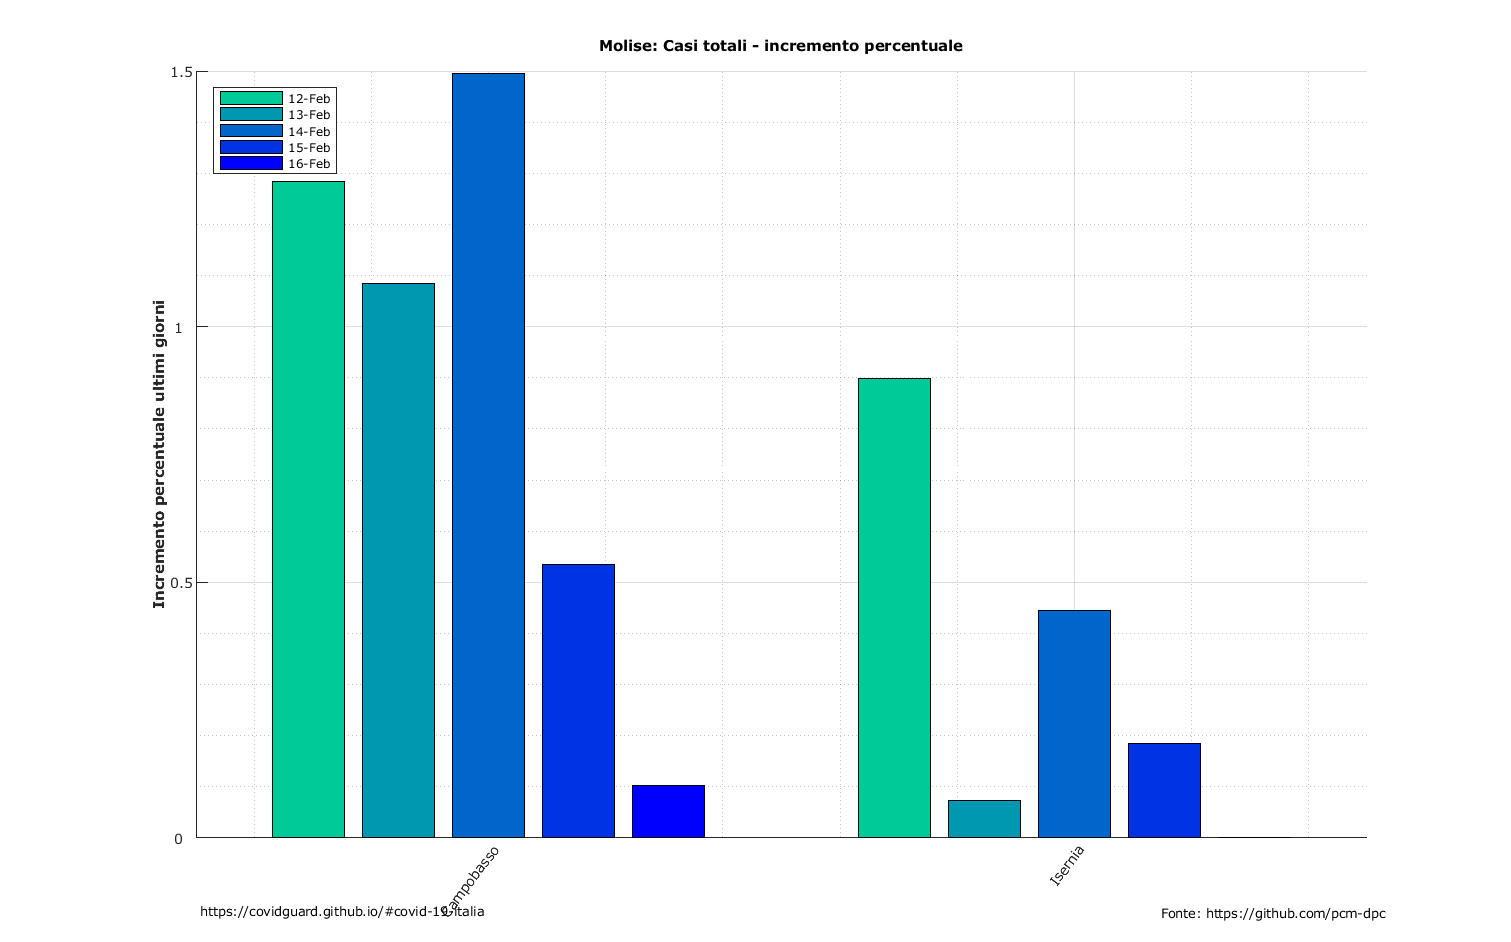 Molise: Casi totali - incremento percentuale
Incremento percentuale ultimi giorni
1.5
1
0.5
0
12-Feb
13-Feb
14-Feb
15-Feb
16-Feb
Campobasso
Isernia
https://covidguard.github.io/#covid-19-italia
Fonte: https://github.com/pcm-dpc